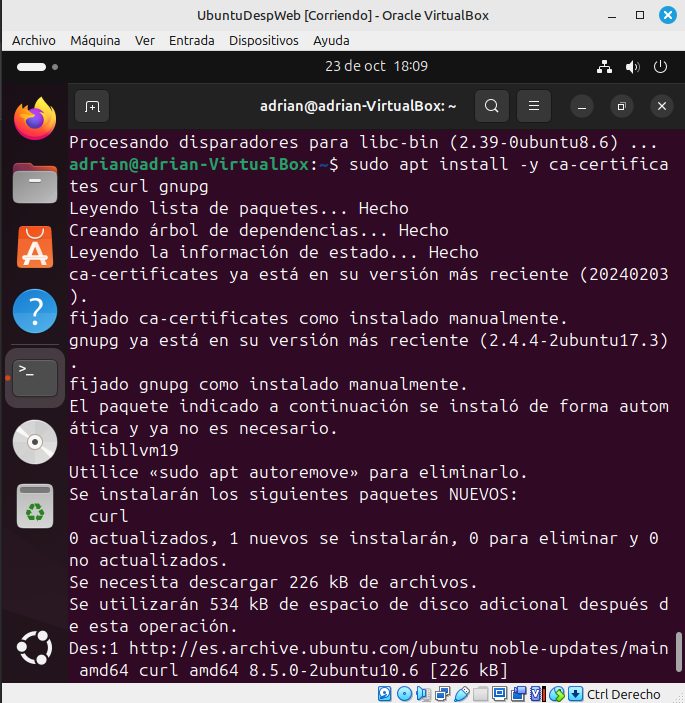 UbuntuDespWeb [Corriendo] - Oracle VirtualBox
Archivo Máquina Ver Entrada Dispositivos Ayuda
23 de oct 18:09
adrian@adrian-VirtualBox: ~
Procesando disparadores para libc-bin (2.39-0ubuntu8.6) ...
adrian@adrian-VirtualBox:~$ sudo apt install -y ca-certifica
tes curl gnupg
Leyendo lista de paquetes... Hecho
Creando árbol de dependencias... Hecho
Leyendo la información de estado... Hecho
ca-certificates ya está en su versión más reciente (20240203
).
fijado ca-certificates como instalado manualmente.
gnupg ya está en su versión más reciente (2.4.4-2ubuntu17.3)
.
fijado gnupg como instalado manualmente.
El paquete indicado a continuación se instaló de forma autom
ática y ya no es necesario.
libllvm19
Utilice «sudo apt autoremove» para eliminarlo.
Se instalarán los siguientes paquetes NUEVOS:
curl
0 actualizados, 1 nuevos se instalarán, 0 para eliminar y 0
no actualizados.
Se necesita descargar 226 kB de archivos.
Se utilizarán 534 kB de espacio de disco adicional después d
e esta operación.
Des:1 http://es.archive.ubuntu.com/ubuntu noble-updates/main
amd64 curl amd64 8.5.0-2ubuntu10.6 [226 kB]
Ctrl Derecho